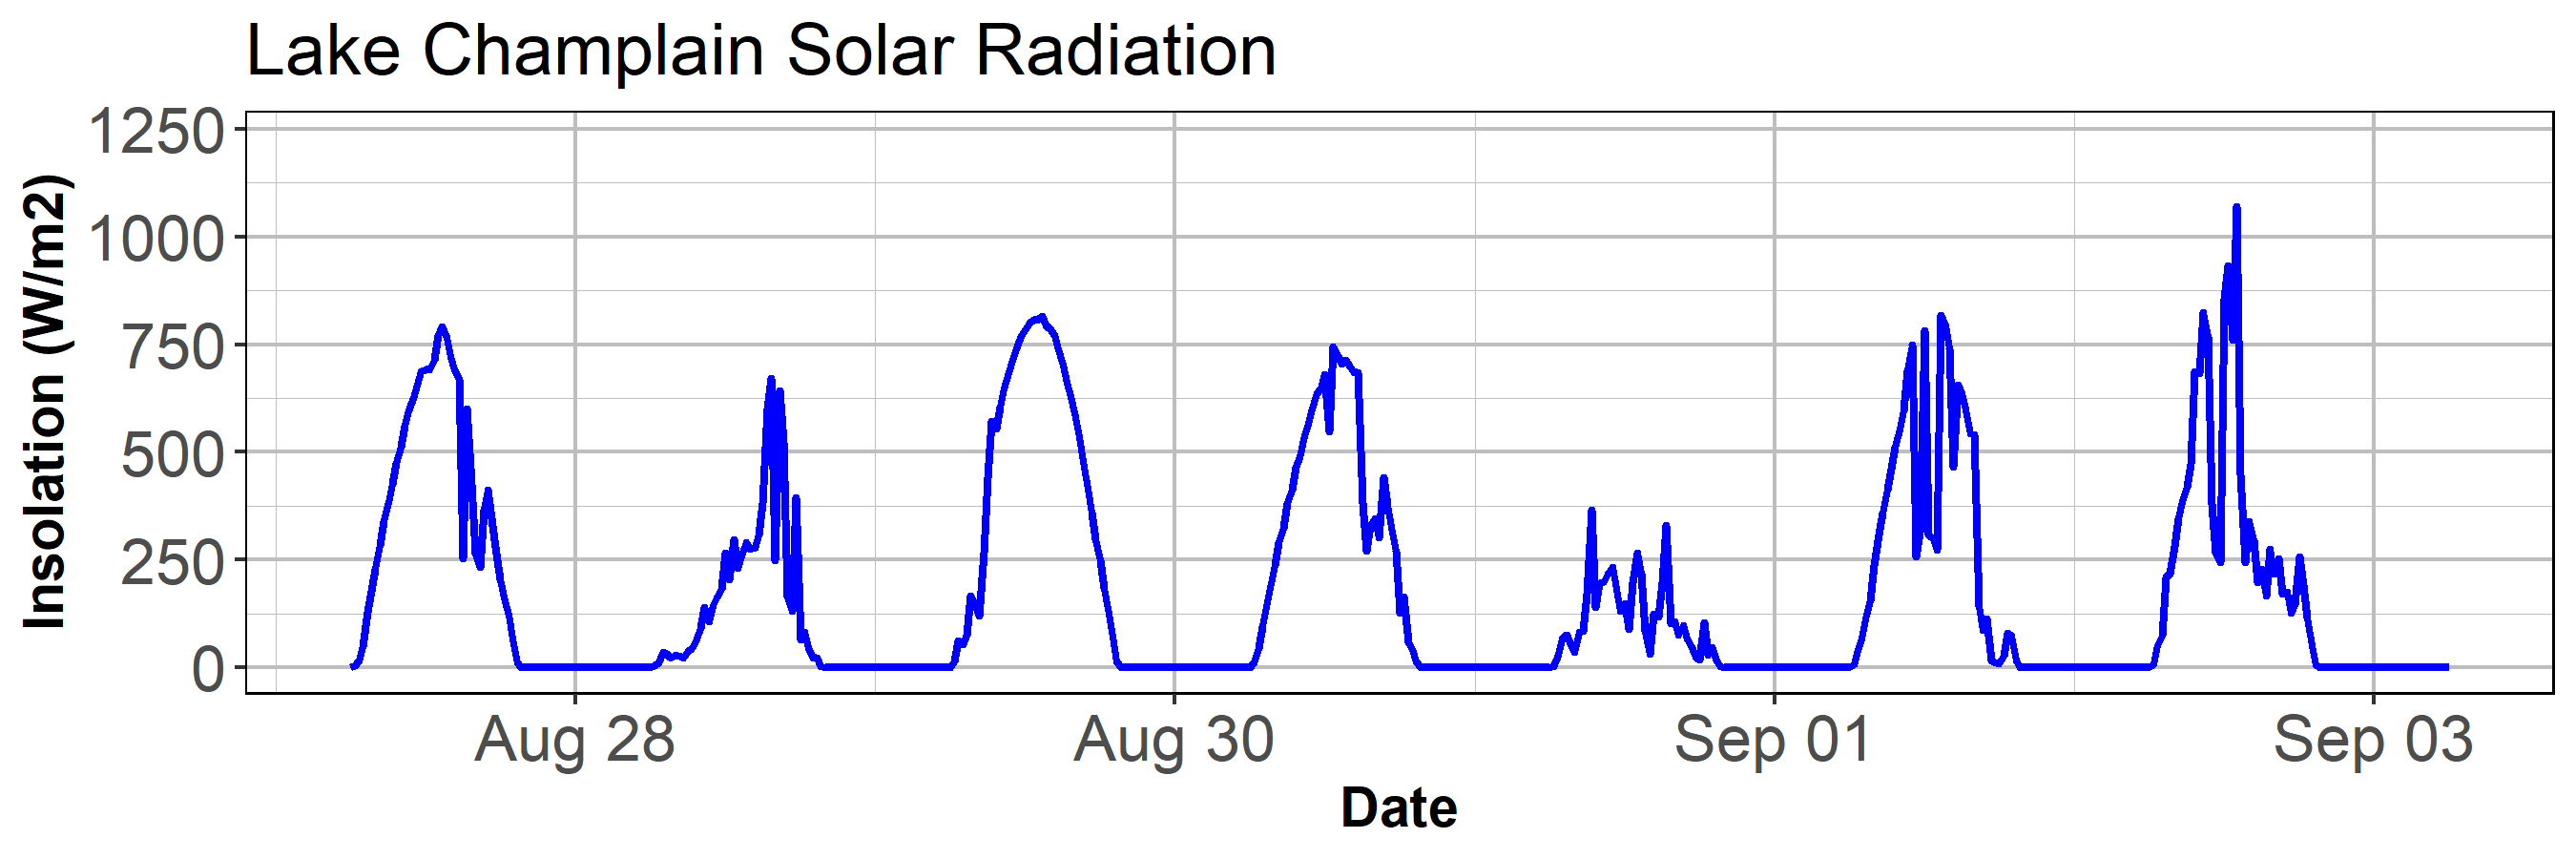 Lake Champlain Solar Radiation
Insolation (W/m2)
1250
1000
750
500
250
0
Aug 28 Aug 30 Sep 01 Sep 03
Date